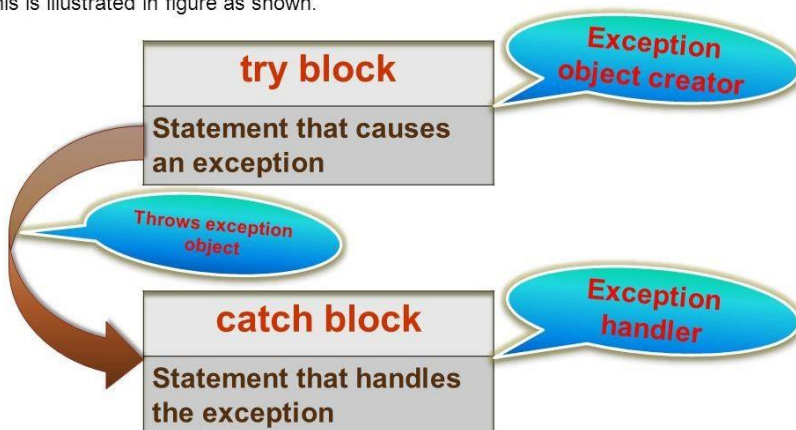 his is illustrated in figure as shown.
Exception
object creator
try block
Statement that causes
an exception
Throws exception
object
Exception
handler
catch block
Statement that handles
the exception